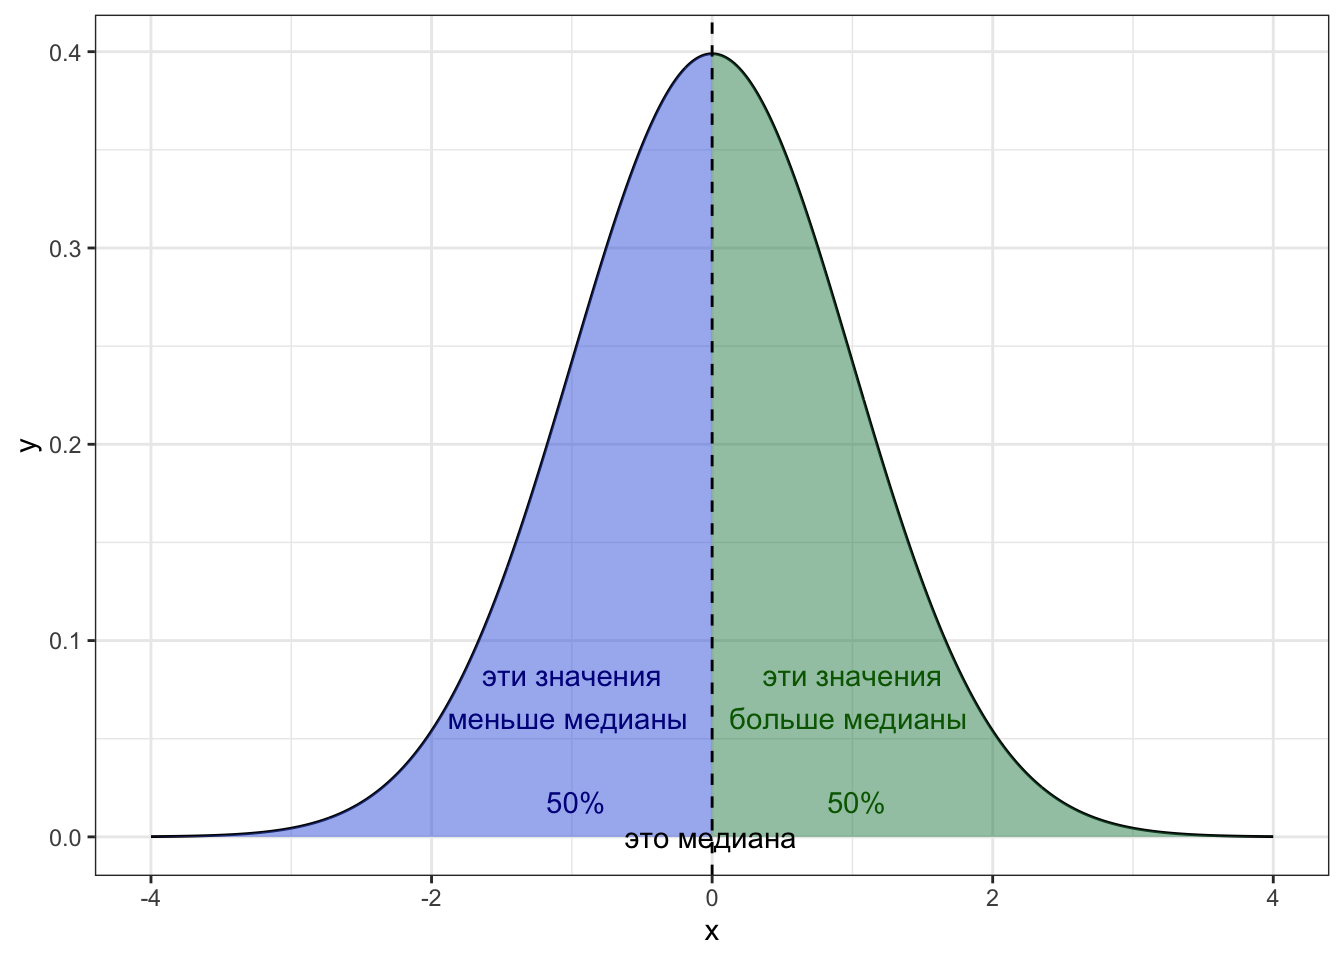 0.4
0.3
0.2
0.1
0.0
y
эти значения
меньше медианы
50%
эти значения
больше медианы
50%
это медиана
-4
-2
0
2
4
x